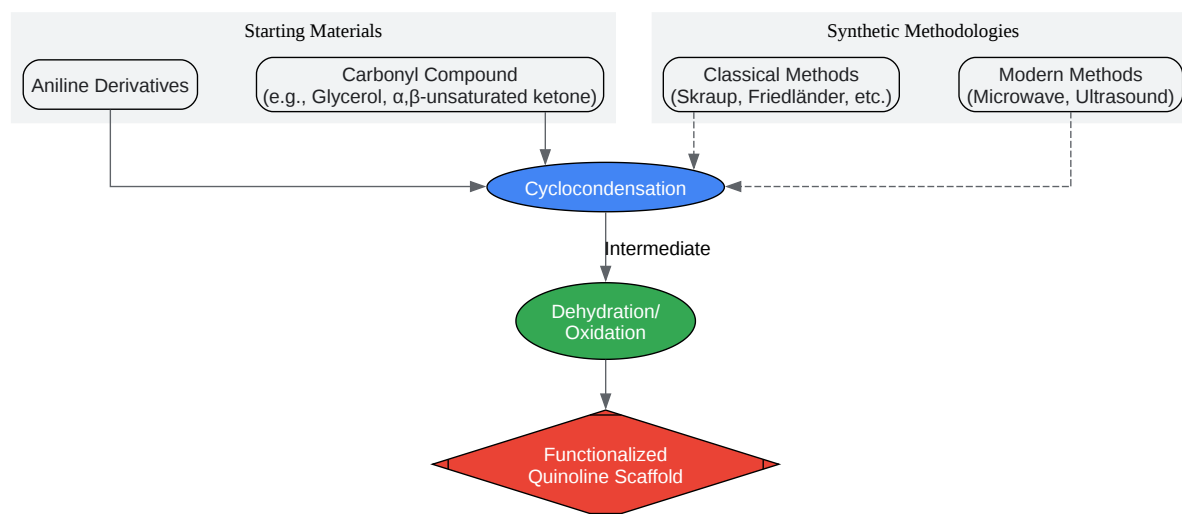 Starting Materials
Synthetic Methodologies
Aniline Derivatives
Carbonyl Compound
(e.g., Glycerol, α,β-unsaturated ketone)
Classical Methods
(Skraup, Friedländer, etc.)
Modern Methods
(Microwave, Ultrasound)
Cyclocondensation
Intermediate
Dehydration/
Oxidation
Functionalized
Quinoline Scaffold